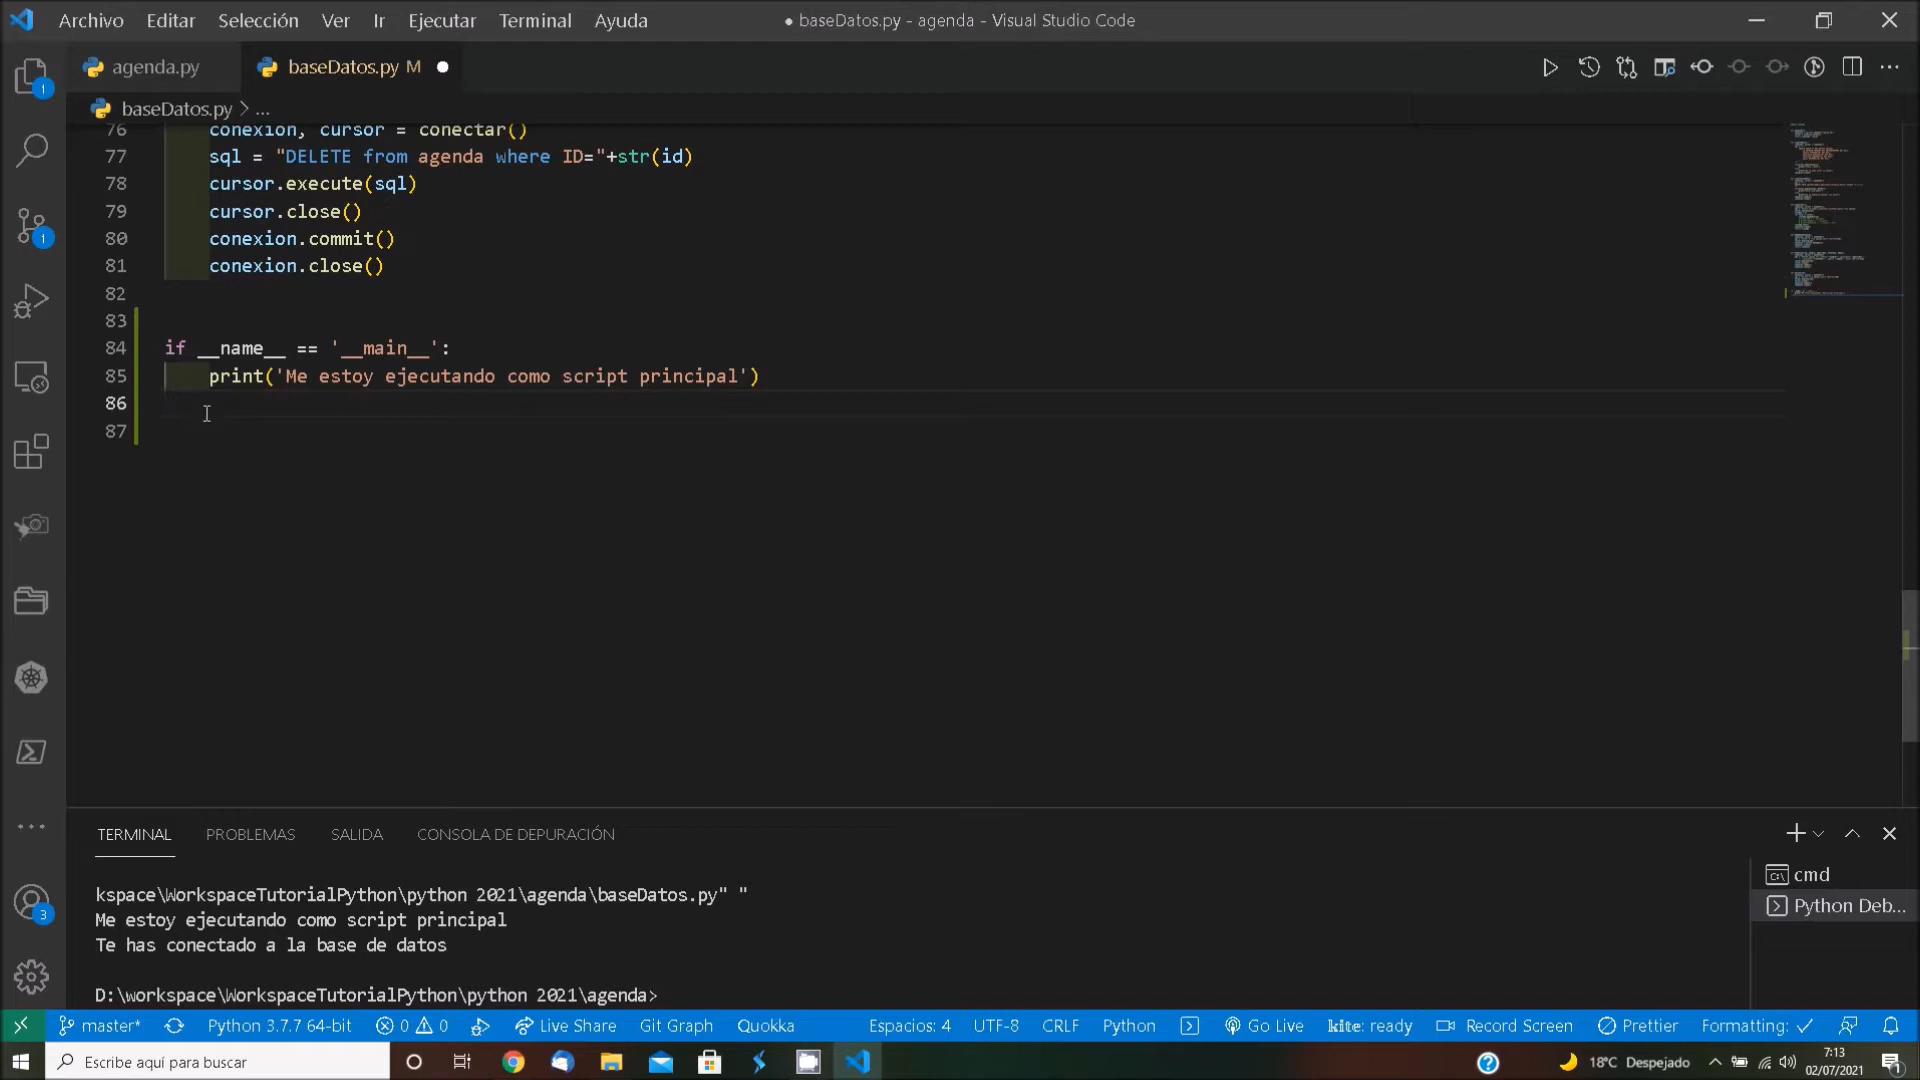 Archivo Editar Selección Ver Ir Ejecutar Terminal Ayuda
● baseDatos.py - agenda - Visual Studio Code
agenda.py
baseDatos.py M
baseDatos.py > ...
76 conexion, cursor = conectar()
77 sql = "DELETE from agenda where ID="+str(id)
78 cursor.execute(sql)
79 cursor.close()
80 conexion.commit()
81 conexion.close()
82
83
84 if __name__ == '__main__':
85 print('Me estoy ejecutando como script principal')
86
87
1
1
3
TERMINAL PROBLEMAS SALIDA CONSOLA DE DEPURACIÓN
kspace\WorkspaceTutorialPython\python 2021\agenda\baseDatos.py" "
Me estoy ejecutando como script principal
Te has conectado a la base de datos
D:\workspace\WorkspaceTutorialPython\python 2021\agenda>
cmd
Python Deb...
master* Python 3.7.7 64-bit 0 0 Live Share Git Graph Quokka Espacios: 4 UTF-8 CRLF Python Go Live kite: ready Record Screen Prettier Formatting: ✓
Escribe aquí para buscar
18°C Despejado
7:13
02/07/2021
1